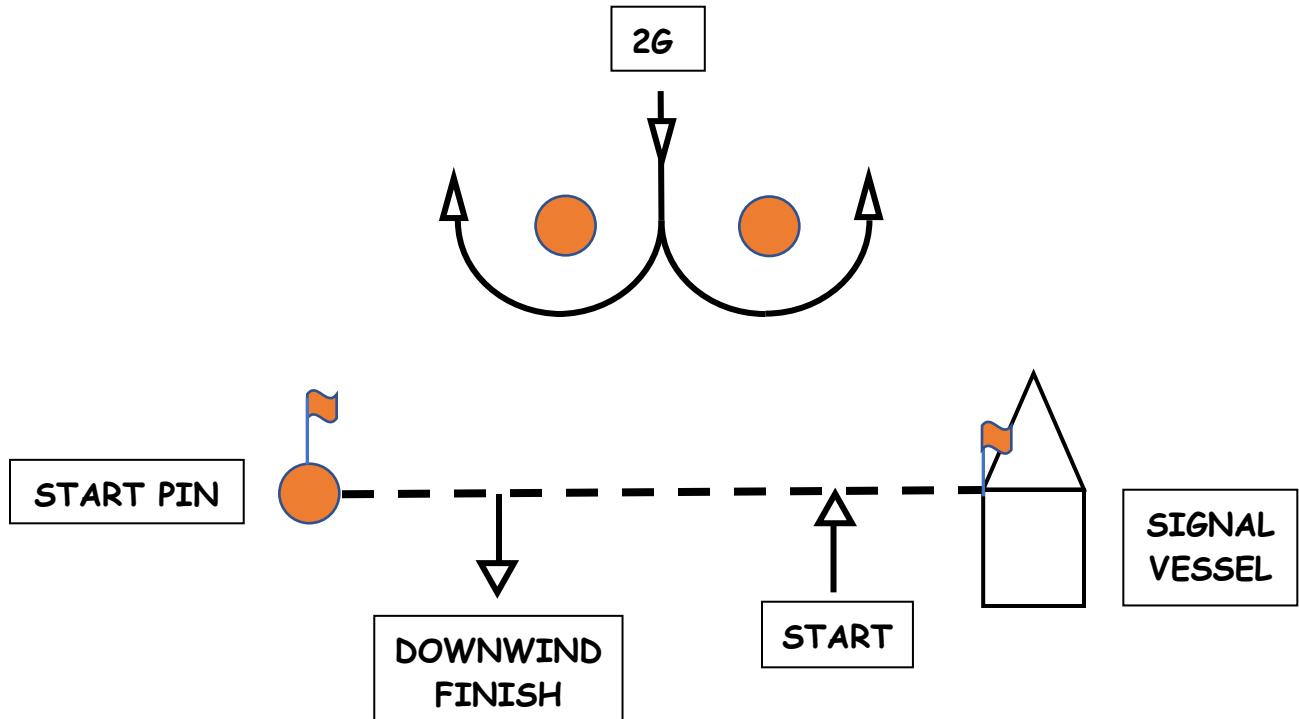 2G
START PIN
SIGNAL
VESSEL
START
DOWNWIND
FINISH